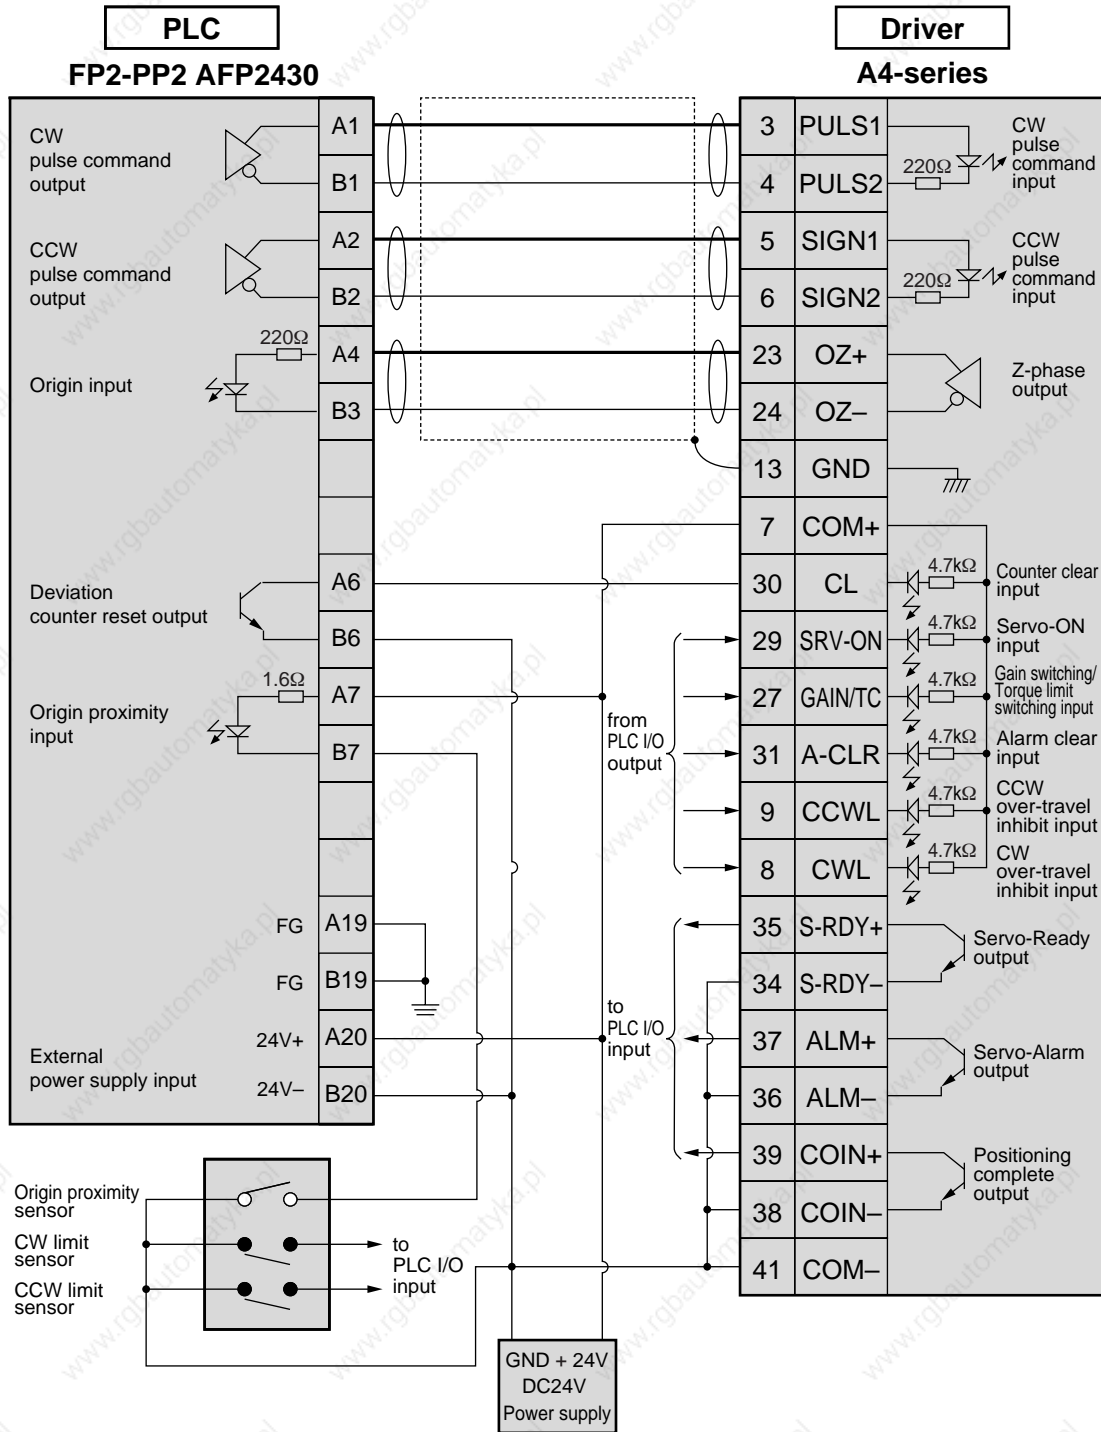 PLC
FP2-PP2 AFP2430
Driver
A4-series
CW
pulse command
output
A1
B1
CCW
pulse command
output
A2
B2
220Ω
Origin input
A4
B3
Deviation
counter reset output
A6
B6
1.6Ω
Origin proximity
input
A7
B7
FG A19
FG B19
External
power supply input
24V+ A20
24V– B20
3 PULS1
4 PULS2
220Ω
CW
pulse
command
input
5 SIGN1
6 SIGN2
220Ω
CCW
pulse
command
input
23 OZ+
24 OZ–
Z-phase
output
13 GND
7 COM+
30 CL
4.7kΩ
Counter clear
input
29 SRV-ON
4.7kΩ
Servo-ON
input
27 GAIN/TC
4.7kΩ
Gain switching/
Torque limit
switching input
31 A-CLR
4.7kΩ
Alarm clear
input
9 CCWL
4.7kΩ
CCW
over-travel
inhibit input
8 CWL
4.7kΩ
CW
over-travel
inhibit input
from
PLC I/O
output
35 S-RDY+
34 S-RDY–
Servo-Ready
output
37 ALM+
36 ALM–
Servo-Alarm
output
39 COIN+
38 COIN–
Positioning
complete
output
41 COM–
to
PLC I/O
input
Origin proximity
sensor
CW limit
sensor
CCW limit
sensor
to
PLC I/O
input
GND + 24V
DC24V
Power supply
www.rgbautomatyka.pl